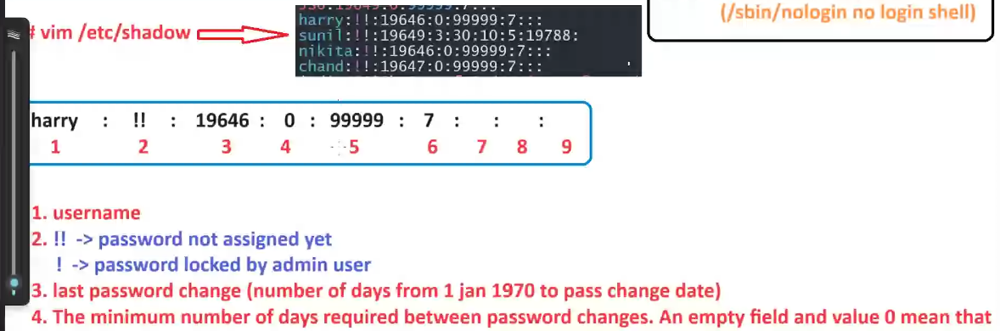 (/sbin/nologin no login shell)
# vim /etc/shadow
harry:!!:19646:0:99999:7:::
sunil:!!:19649:3:30:10:5:19788:
nikita:!!:19646:0:99999:7:::
chand:!!:19647:0:99999:7:::
harry : !! : 19646 : 0 : 99999 : 7 : : :
1 2 3 4 5 6 7 8 9
1. username
2. !! -> password not assigned yet
! -> password locked by admin user
3. last password change (number of days from 1 jan 1970 to pass change date)
4. The minimum number of days required between password changes. An empty field and value 0 mean that